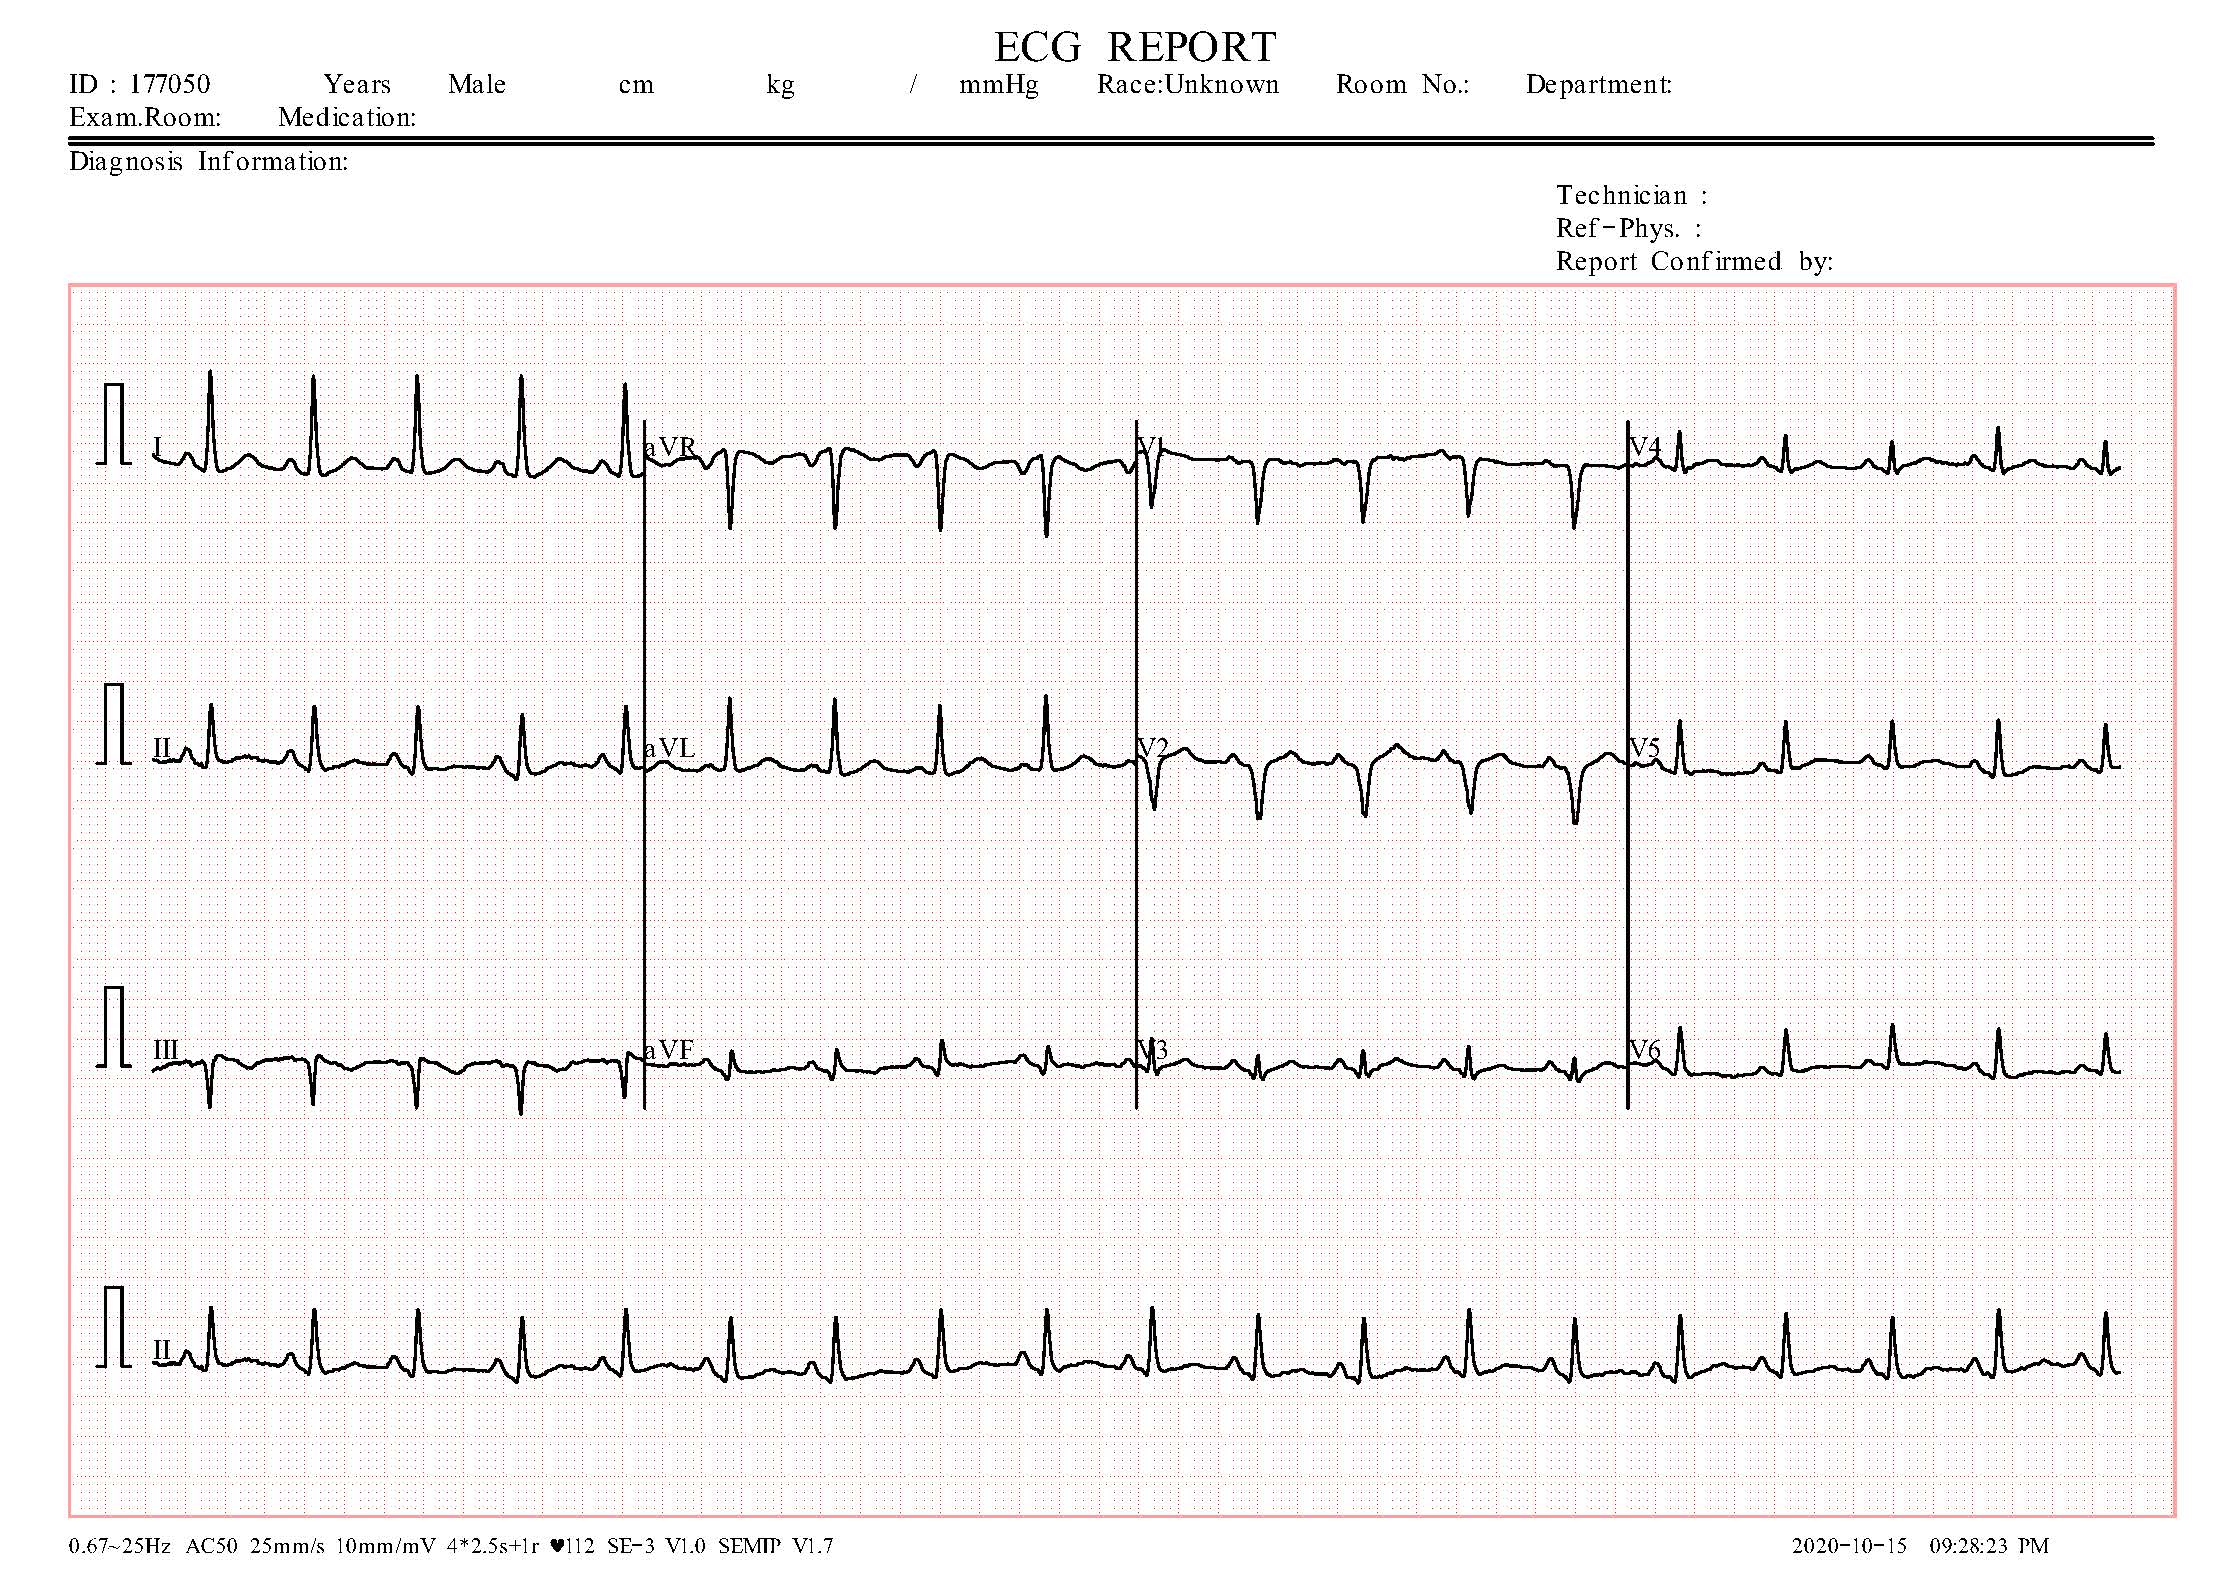 ECG REPORT
ID : 177050 Years Male cm kg / mmHg Race:Unknown Room No.: Department:
Exam.Room: Medication:
Diagnosis Information:
Technician :
Ref-Phys. :
Report Confirmed by:
I aVR V1 V4
II aVL V2 V5
III aVF V3 V6
II
0.67~25Hz AC50 25mm/s 10mm/mV 4*2.5s+1r ♥112 SE-3 V1.0 SEMIP V1.7 2020-10-15 09:28:23 PM